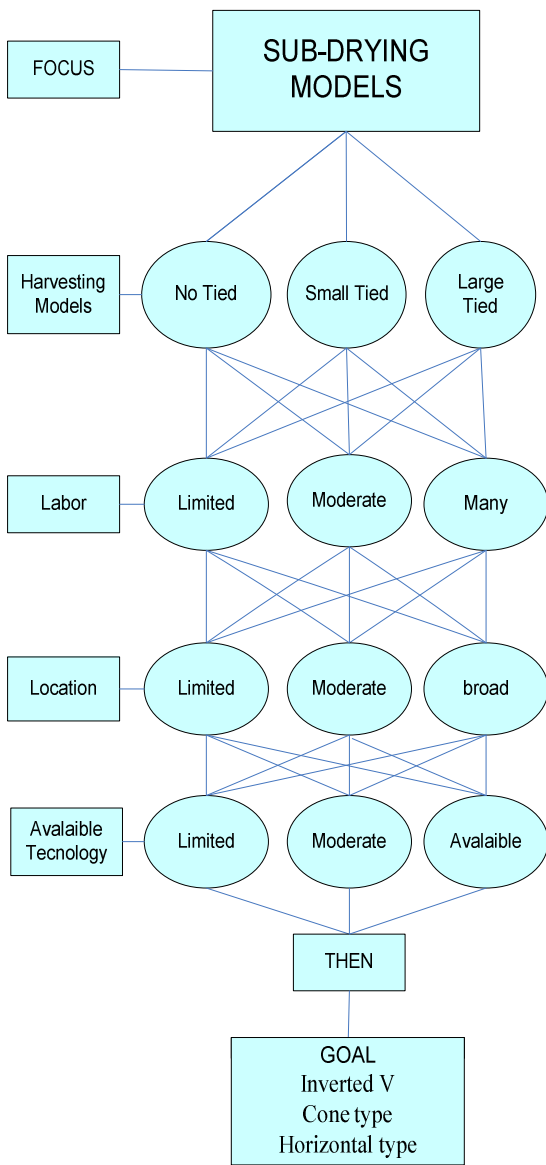 FOCUS
SUB-DRYING
MODELS
Harvesting
Models
No Tied
Small Tied
Large
Tied
Labor
Limited
Moderate
Many
Location
Limited
Moderate
broad
Avalaible
Tecnology
Limited
Moderate
Avalaible
THEN
GOAL
Inverted V
Cone type
Horizontal type